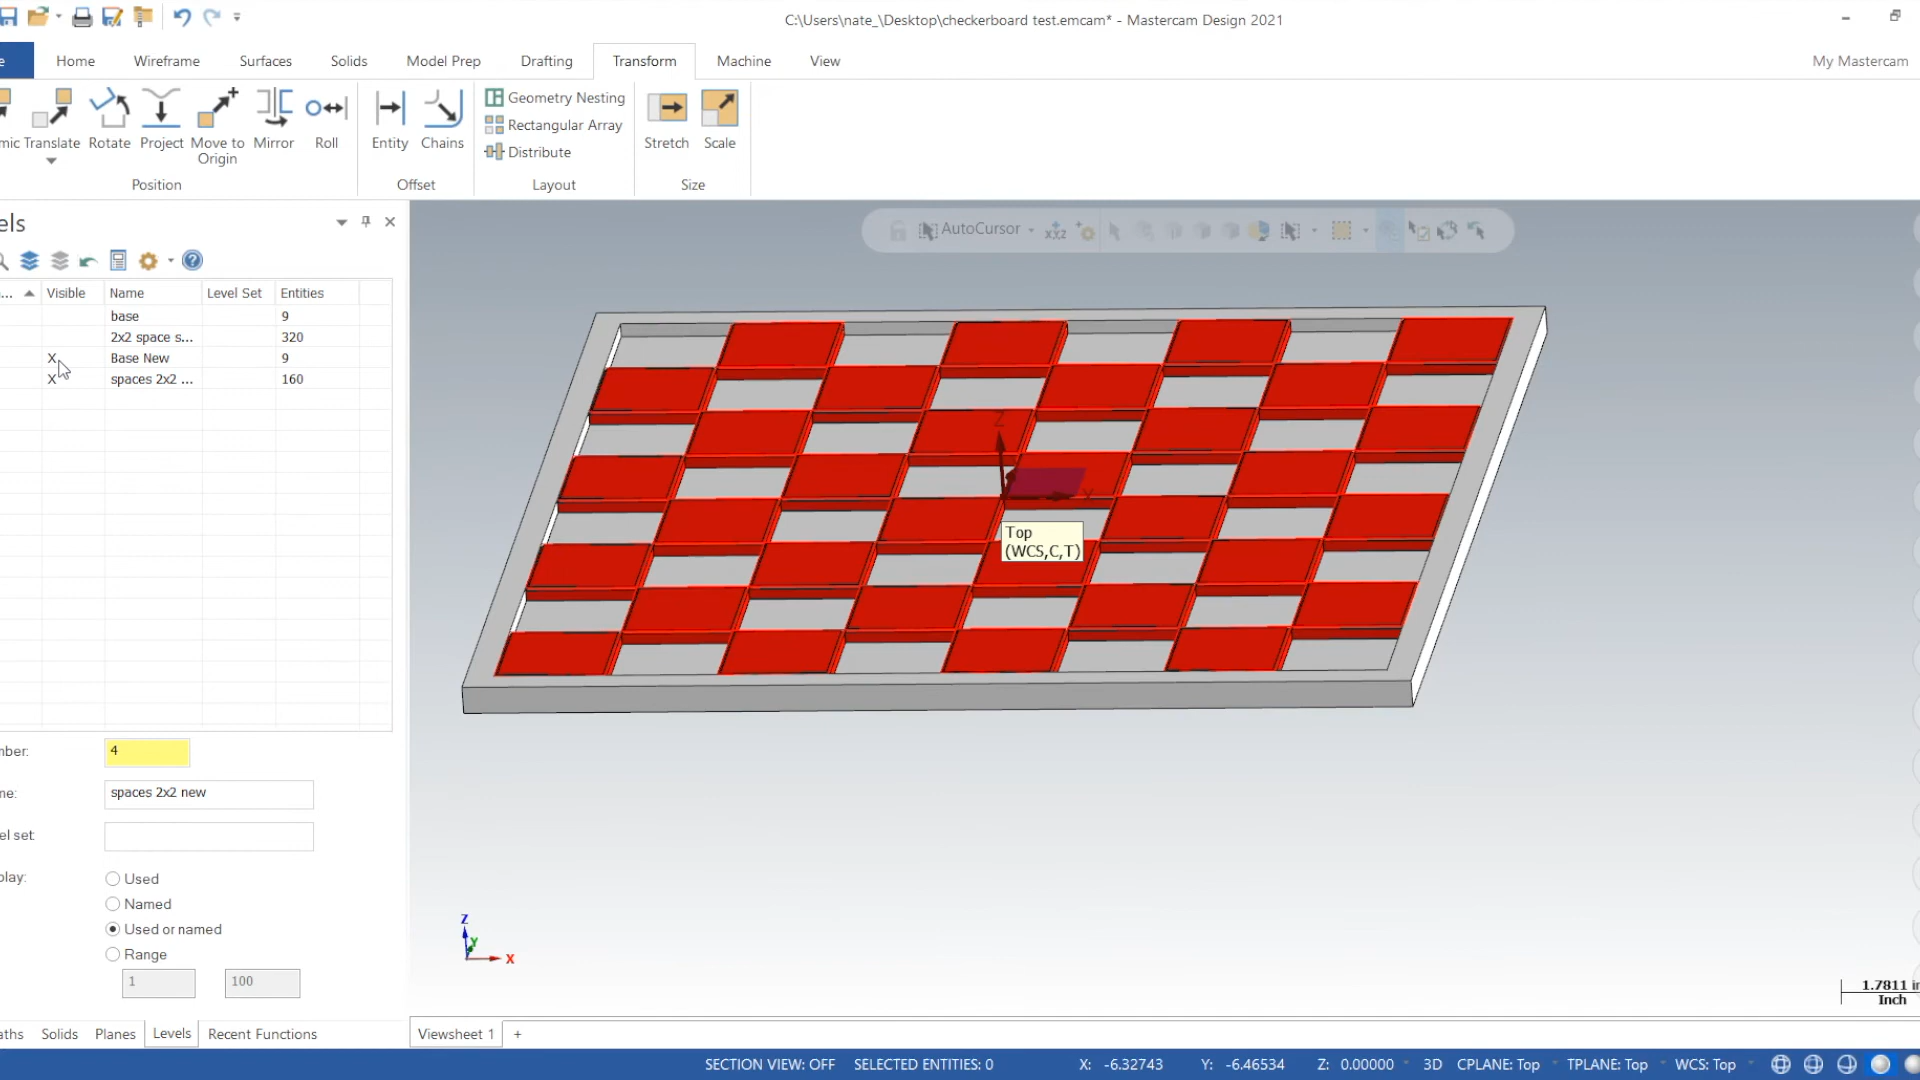 C:\Users\nate_\Desktop\checkerboard test.emcam* - Mastercam Design 2021
Home Wireframe Surfaces Solids Model Prep Drafting Transform Machine View My Mastercam
mic Translate Rotate Project Move to Origin Mirror Roll
Position
Entity Chains
Offset
Geometry Nesting
Rectangular Array
Distribute
Layout
Stretch Scale
Size
els
AutoCursor
... Visible Name Level Set Entities
base 9
2x2 space s... 320
X Base New 9
X spaces 2x2 ... 160
Z
X
Top
(WCS,C,T)
mber: 4
me: spaces 2x2 new
el set:
play:
Used
Named
Used or named
Range
1 100
Z
Y
X
1.7811 in
Inch
aths Solids Planes Levels Recent Functions
Viewsheet 1 +
SECTION VIEW: OFF SELECTED ENTITIES: 0 X: -6.32743 Y: -6.46534 Z: 0.00000 3D CPLANE: Top TPLANE: Top WCS: Top